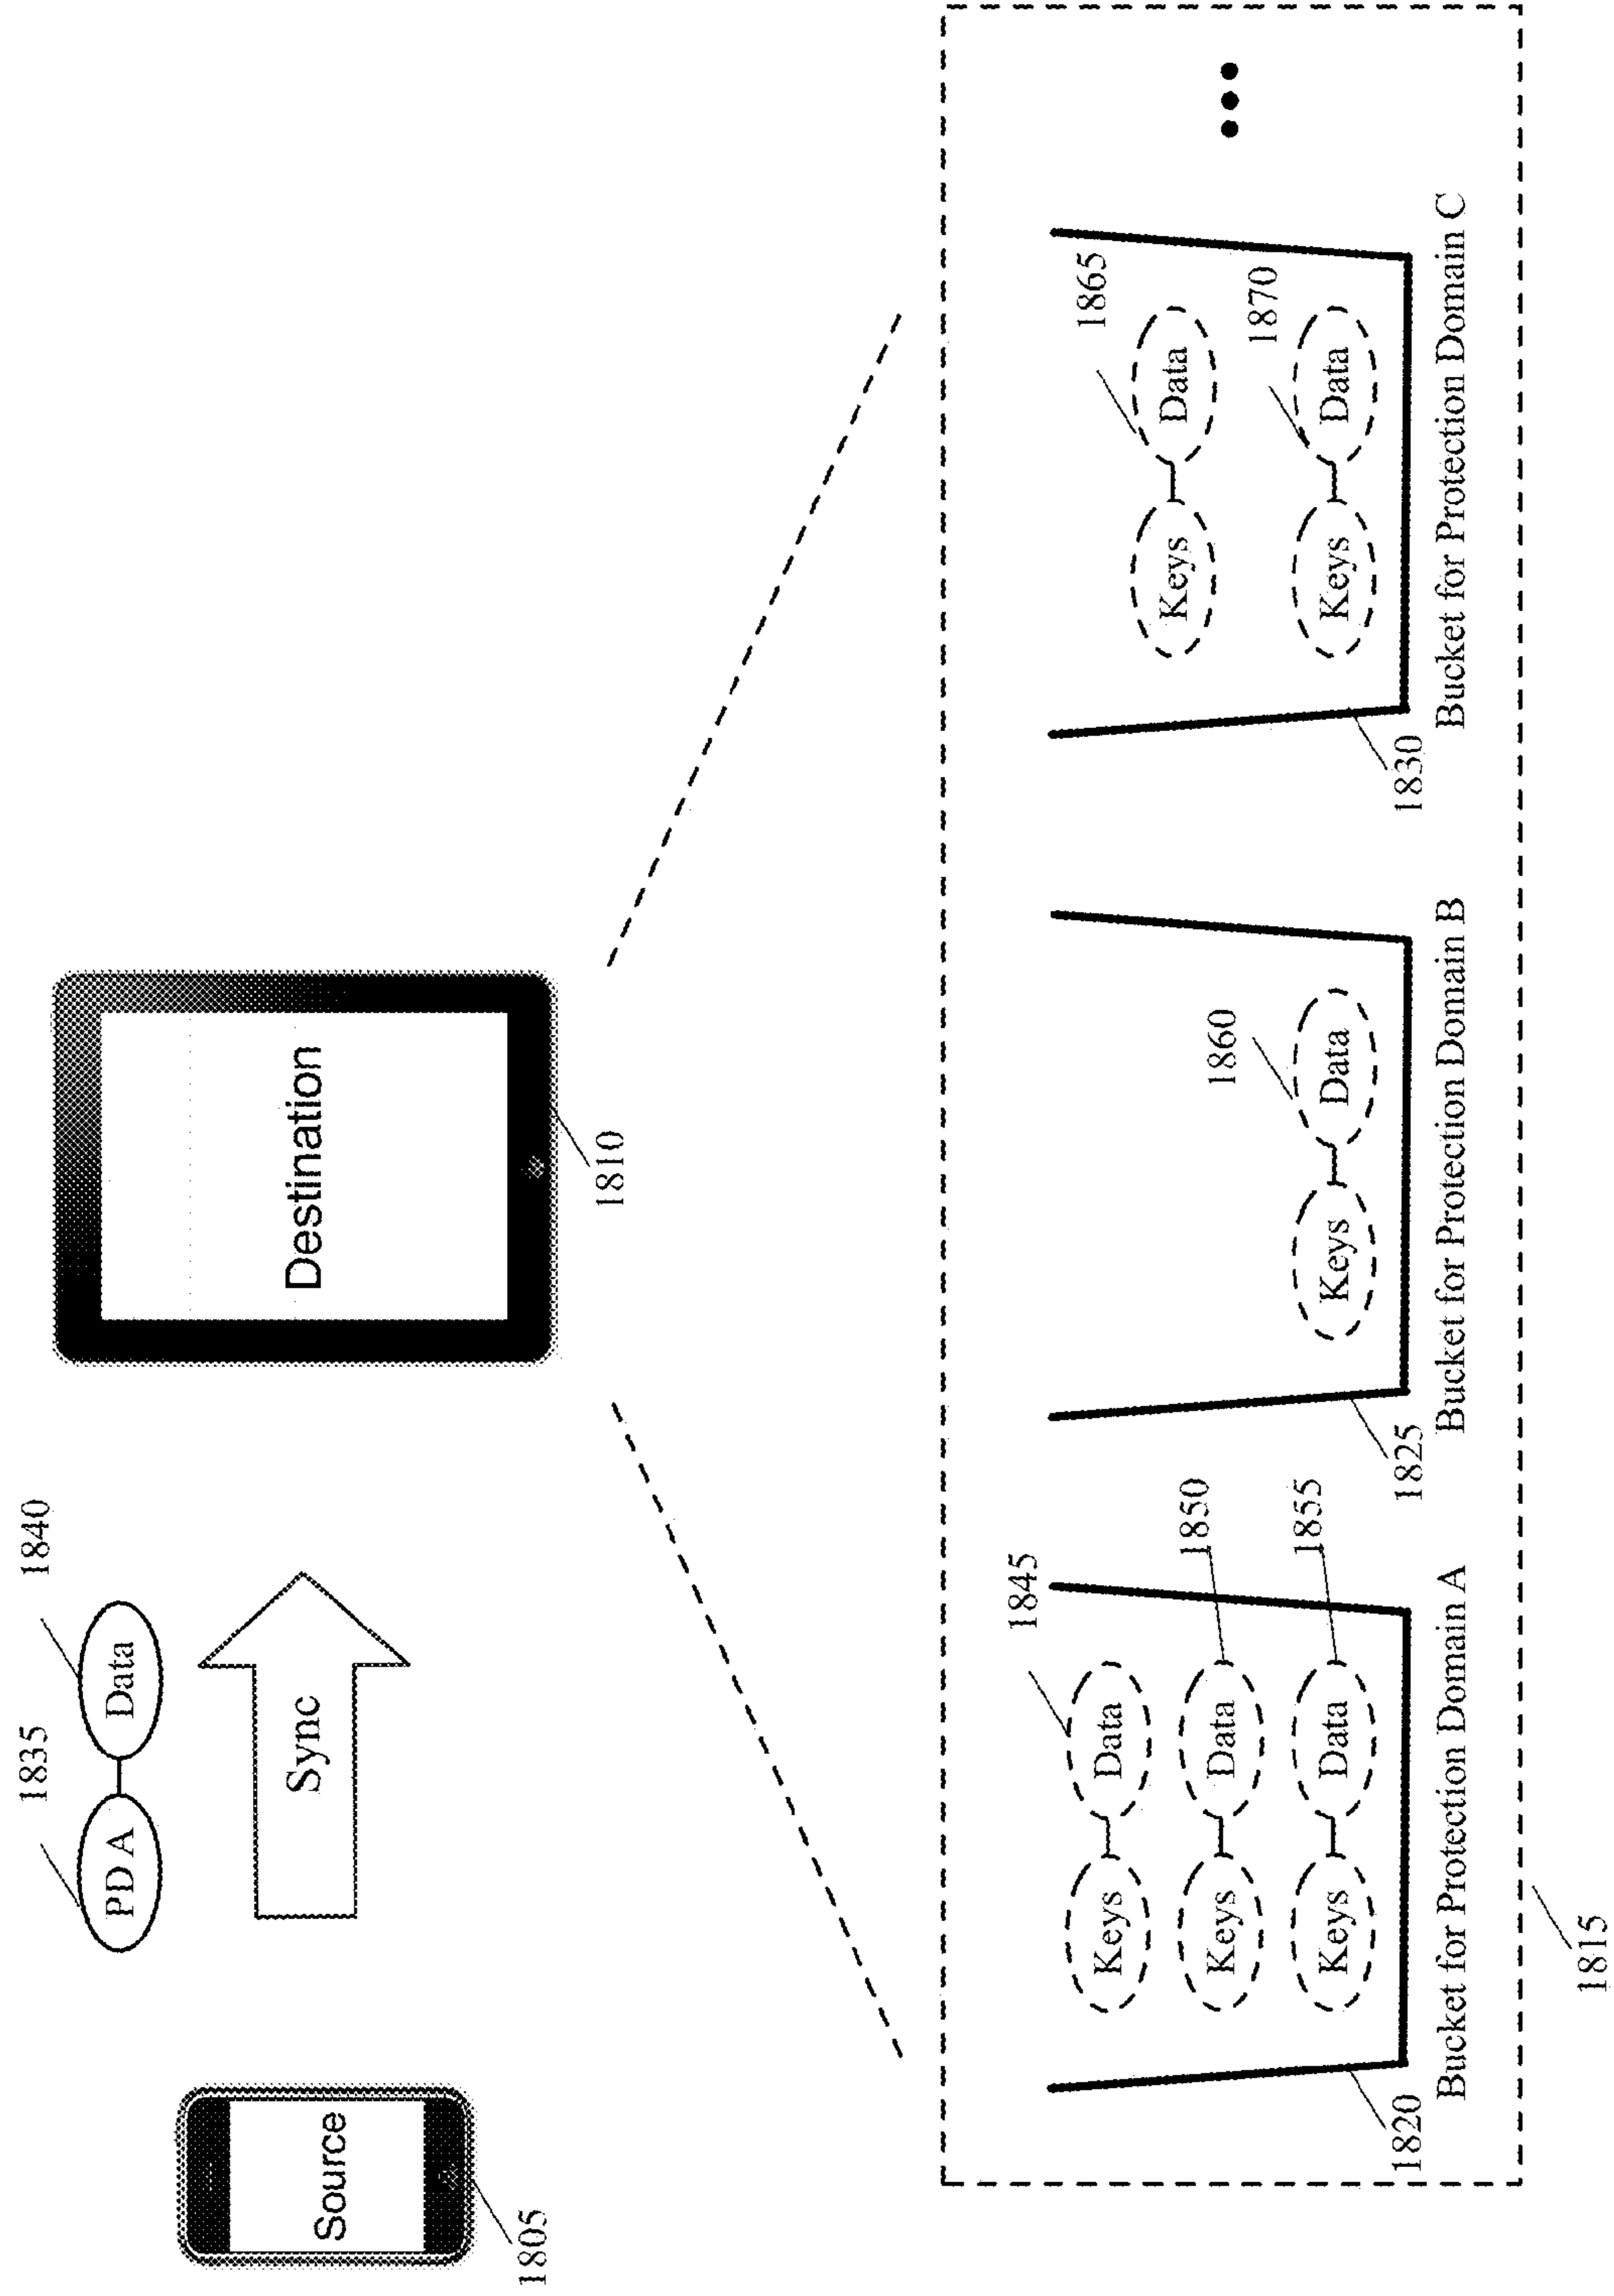 1835
1840
PD A
Data
Source
Sync
Destination
1805
1810
1845
1865
Keys
Data
Keys
Data
1850
1860
1870
Keys
Data
1855
Keys
Data
Keys
Data
Keys
Data
1820
1825
1830
Bucket for Protection Domain A
Bucket for Protection Domain B
Bucket for Protection Domain C
1815